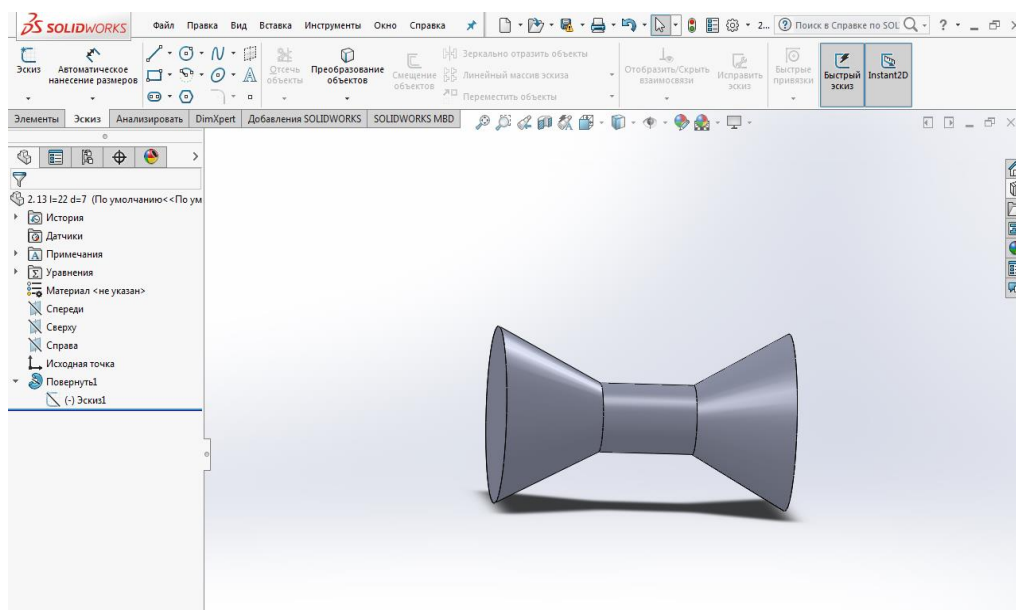 SOLIDWORKS Файл Правка Вид Вставка Инструменты Окно Справка 2... Поиск в Справке по SOL
Эскиз Автоматическое нанесение размеров Отсечь объекты Преобразование объектов Смещение объектов Зеркально отразить объекты Линейный массив эскиза Переместить объекты Отобразить/Скрыть взаимосвязи Исправить эскиз Быстрые привязки Быстрый эскиз Instant2D
Элементы Эскиз Анализировать DimXpert Добавления SOLIDWORKS SOLIDWORKS MBD
2.13 l=22 d=7 (По умолчанию<<По ум
История
Датчики
Примечания
Уравнения
Материал <не указан>
Спереди
Сверху
Справа
Исходная точка
Повернуть1
(-) Эскиз1